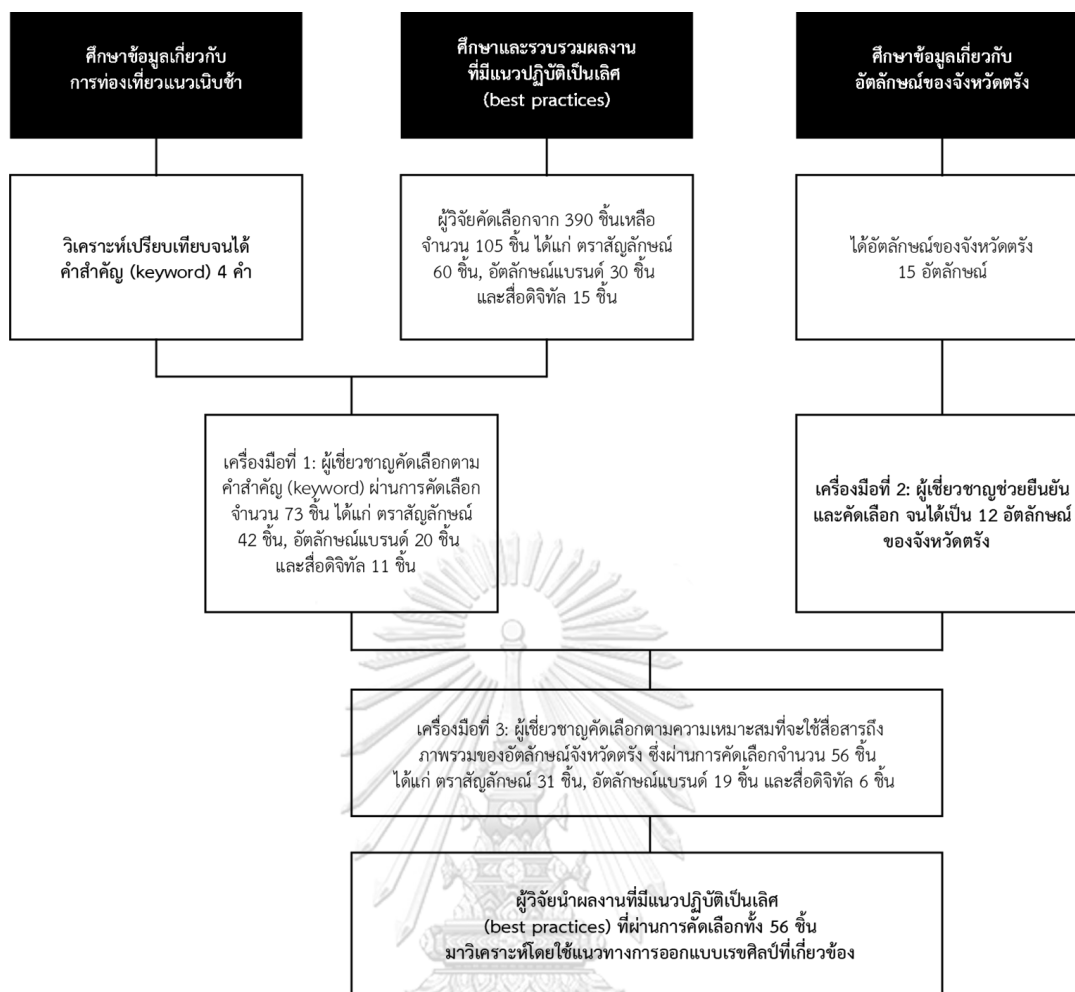 ศึกษาข้อมูลเกี่ยวกับ
การท่องเที่ยวแนวเนิบช้า
ศึกษาและรวบรวมผลงาน
ที่มีแนวปฏิบัติเป็นเลิศ
(best practices)
ศึกษาข้อมูลเกี่ยวกับ
อัตลักษณ์ของจังหวัดตรัง
วิเคราะห์เปรียบเทียบจนได้
คำสำคัญ (keyword) 4 คำ
ผู้วิจัยคัดเลือกจาก 390 ชิ้นเหลือ
จำนวน 105 ชิ้น ได้แก่ ตราสัญลักษณ์
60 ชิ้น, อัตลักษณ์แบรนด์ 30 ชิ้น
และสื่อดิจิทัล 15 ชิ้น
ได้อัตลักษณ์ของจังหวัดตรัง
15 อัตลักษณ์
เครื่องมือที่ 1: ผู้เชี่ยวชาญคัดเลือกตาม
คำสำคัญ (keyword) ผ่านการคัดเลือก
จำนวน 73 ชิ้น ได้แก่ ตราสัญลักษณ์
42 ชิ้น, อัตลักษณ์แบรนด์ 20 ชิ้น
และสื่อดิจิทัล 11 ชิ้น
เครื่องมือที่ 2: ผู้เชี่ยวชาญช่วยยืนยัน
และคัดเลือก จนได้เป็น 12 อัตลักษณ์
ของจังหวัดตรัง
เครื่องมือที่ 3: ผู้เชี่ยวชาญคัดเลือกตามความเหมาะสมที่จะใช้สื่อสารถึง
ภาพรวมของอัตลักษณ์จังหวัดตรัง ซึ่งผ่านการคัดเลือกจำนวน 56 ชิ้น
ได้แก่ ตราสัญลักษณ์ 31 ชิ้น, อัตลักษณ์แบรนด์ 19 ชิ้น และสื่อดิจิทัล 6 ชิ้น
ผู้วิจัยนำผลงานที่มีแนวปฏิบัติเป็นเลิศ
(best practices) ที่ผ่านการคัดเลือกทั้ง 56 ชิ้น
มาวิเคราะห์โดยใช้แนวทางการออกแบบเรขศิลป์ที่เกี่ยวข้อง